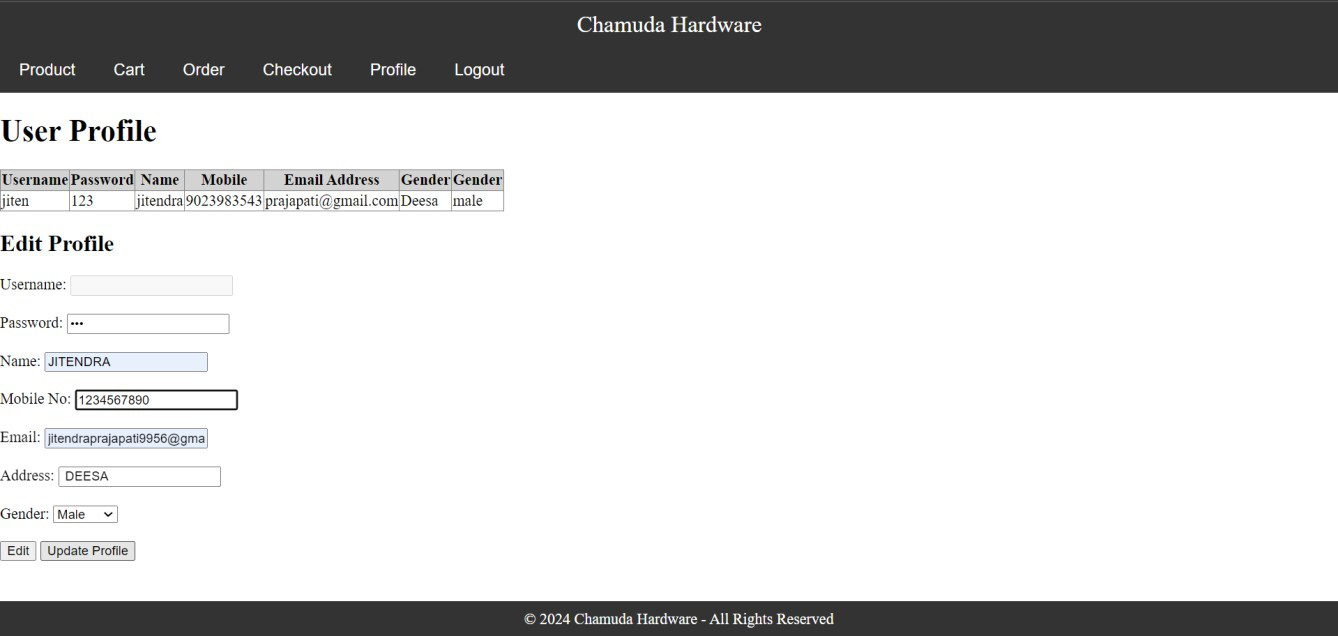 Chamuda Hardware
Product Cart Order Checkout Profile Logout
User Profile
Username Password Name Mobile Email Address Gender Gender
jiten 123 jitendra 9023983543 prajapati@gmail.com Deesa male
Edit Profile
Username:
Password: •••
Name: JITENDRA
Mobile No: 1234567890
Email: jitendraprajapati9956@gma
Address: DEESA
Gender: Male
Edit Update Profile
© 2024 Chamuda Hardware - All Rights Reserved